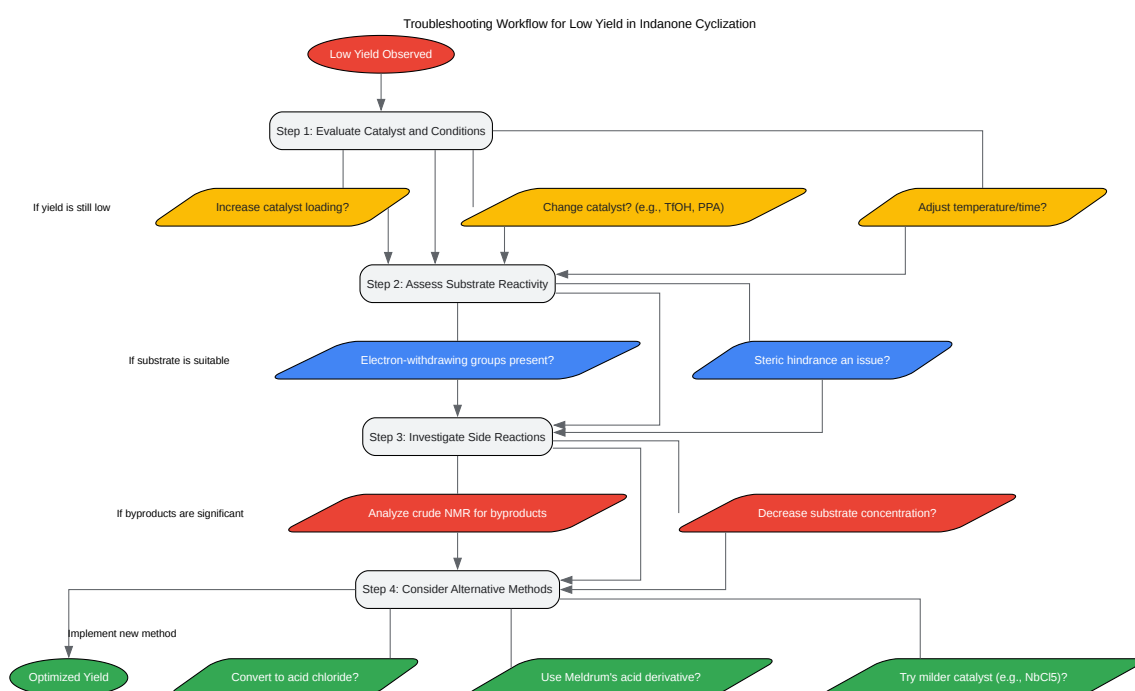 Troubleshooting Workflow for Low Yield in Indanone Cyclization
Low Yield Observed
Step 1: Evaluate Catalyst and Conditions
If yield is still low
Increase catalyst loading?
Change catalyst? (e.g., TfOH, PPA)
Adjust temperature/time?
Step 2: Assess Substrate Reactivity
If substrate is suitable
Electron-withdrawing groups present?
Steric hindrance an issue?
Step 3: Investigate Side Reactions
If byproducts are significant
Analyze crude NMR for byproducts
Decrease substrate concentration?
Step 4: Consider Alternative Methods
Implement new method
Optimized Yield
Convert to acid chloride?
Use Meldrum's acid derivative?
Try milder catalyst (e.g., NbCl5)?